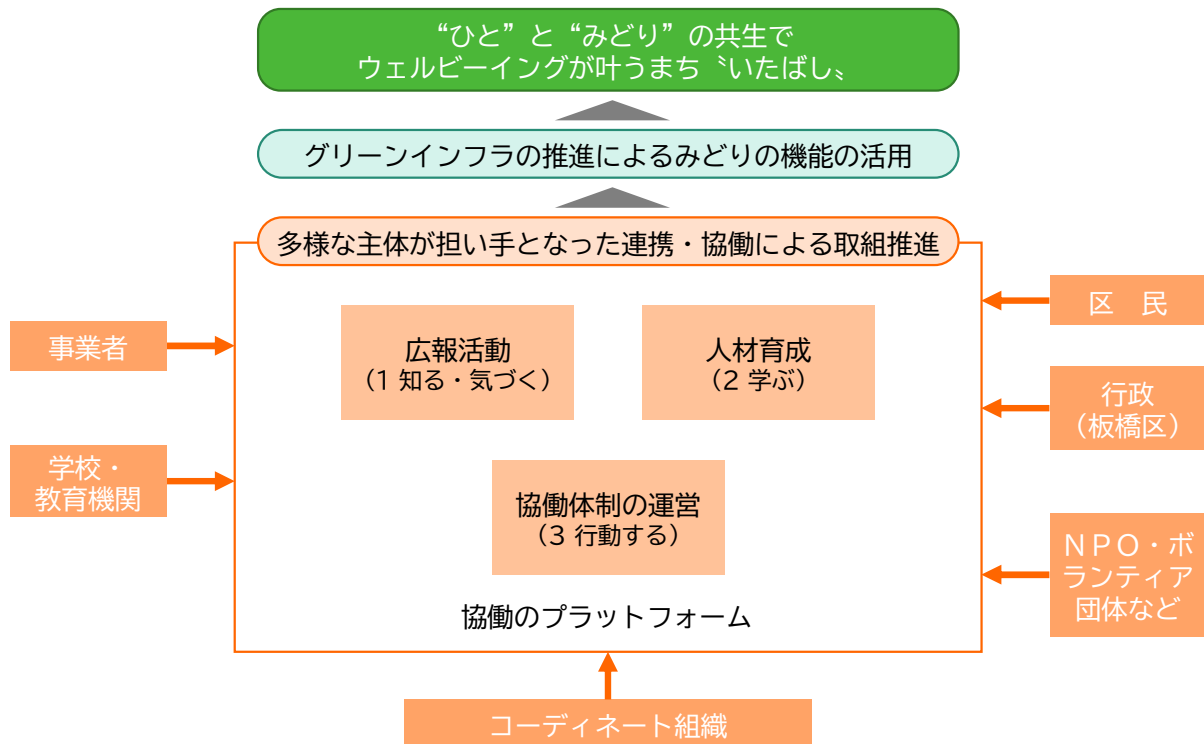 “ひと”と“みどり”の共生で
ウェルビーイングが叶うまち〝いたばし〟
グリーンインフラの推進によるみどりの機能の活用
多様な主体が担い手となった連携・協働による取組推進
事業者
学校・
教育機関
広報活動
（1 知る・気づく）
人材育成
（2 学ぶ）
協働体制の運営
（3 行動する）
協働のプラットフォーム
区　民
行政
（板橋区）
ＮＰＯ・ボ
ランティア
団体など
コーディネート組織